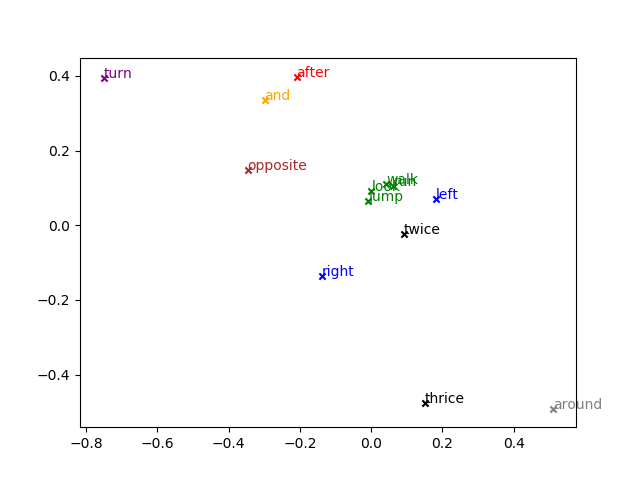 turn
after
0.4
and
0.2
opposite
walk
run
look
jump
left
0.0
twice
right
−0.2
−0.4
thrice
around
−0.8 −0.6 −0.4 −0.2 0.0 0.2 0.4